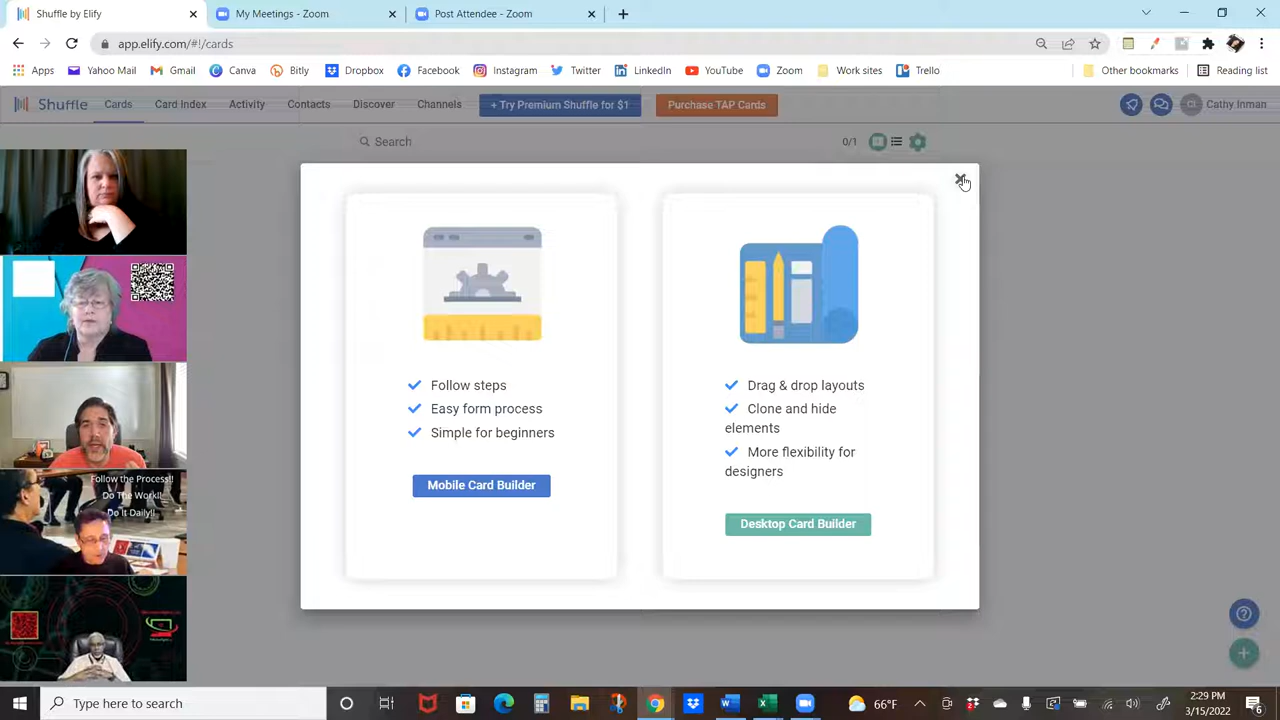 Shuffle by Elify
My Meetings - Zoom
Post Attendee - Zoom
app.elify.com/#!/cards
Apps
Yahoo Mail
Gmail
Canva
Bitly
Dropbox
Facebook
Instagram
Twitter
LinkedIn
YouTube
Zoom
Work sites
Trello
Other bookmarks
Reading list
Shuffle
Cards
Card Index
Activity
Contacts
Discover
Channels
+ Try Premium Shuffle for $1
Purchase TAP Cards
Cathy Inman
Search
0/1
Follow steps
Easy form process
Simple for beginners
Mobile Card Builder
Drag & drop layouts
Clone and hide
elements
More flexibility for
designers
Desktop Card Builder
Follow the Process!!
Do The Work!!
Do It Daily!!
Type here to search
66°F
2:29 PM
3/15/2022
6